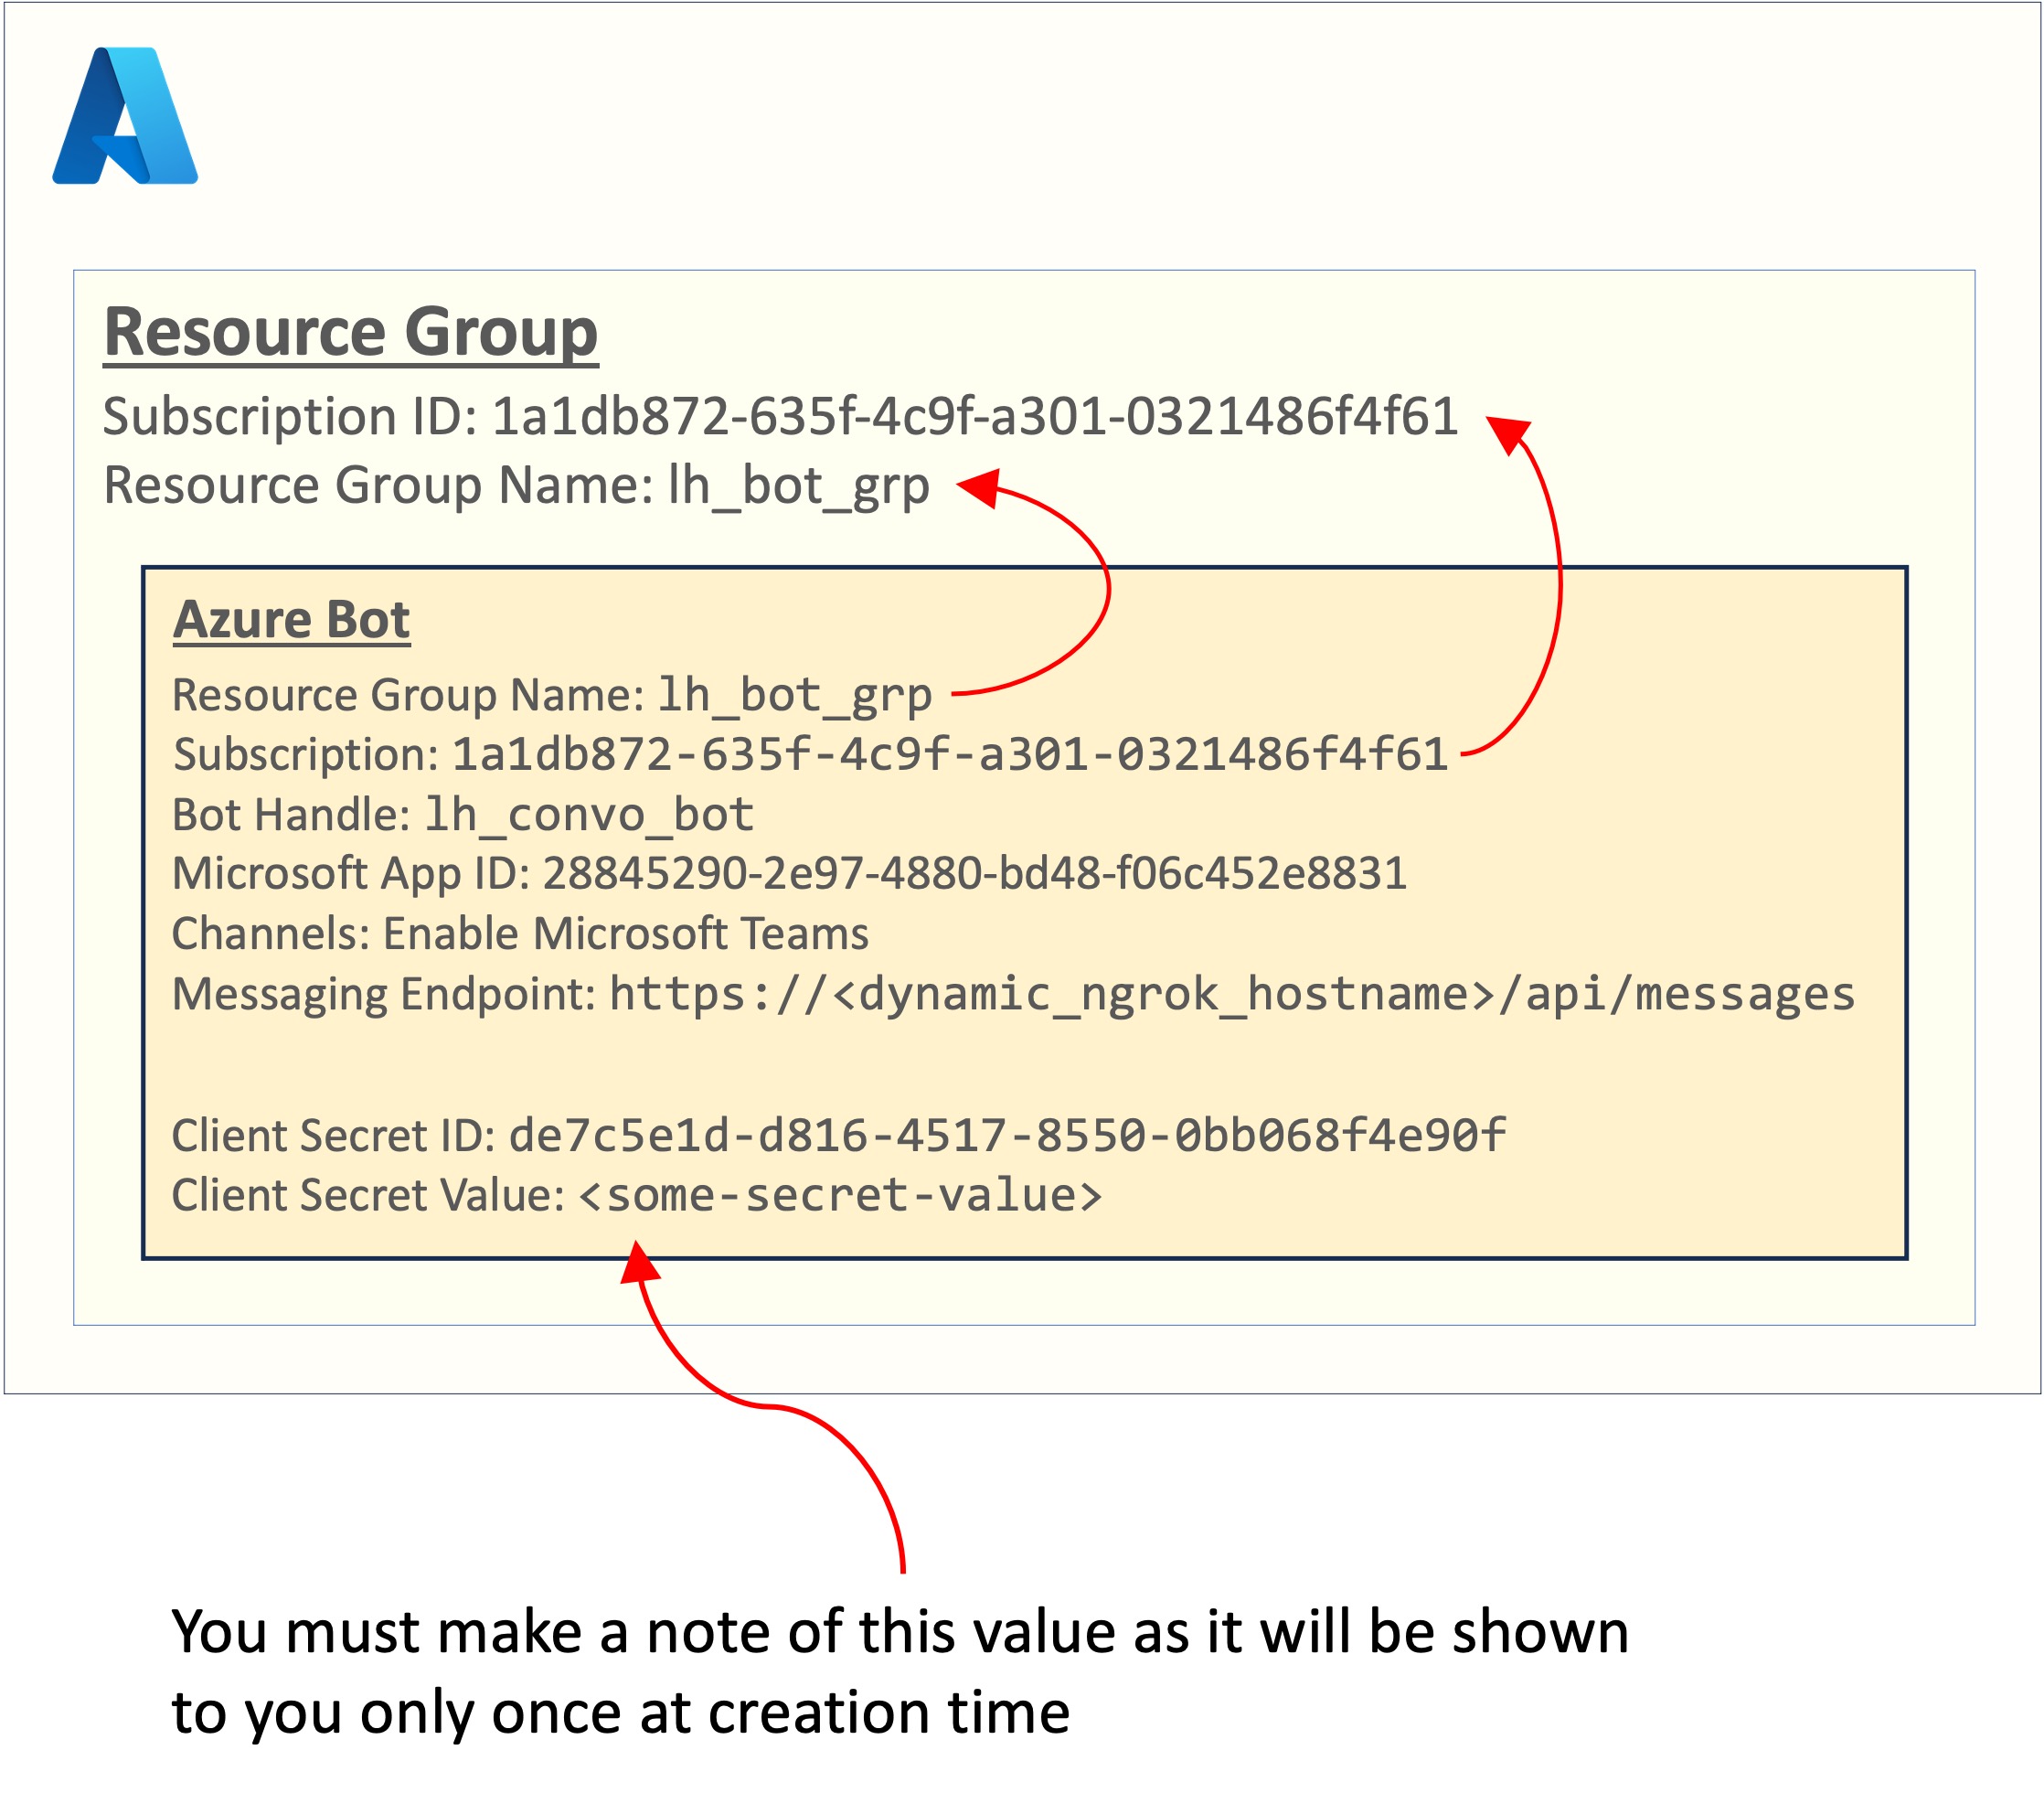 Resource Group
Subscription ID: 1a1db872-635f-4c9f-a301-0321486f4f61
Resource Group Name: lh_bot_grp
Azure Bot
Resource Group Name: lh_bot_grp
Subscription: 1a1db872-635f-4c9f-a301-0321486f4f61
Bot Handle: lh_convo_bot
Microsoft App ID: 28845290-2e97-4880-bd48-f06c452e8831
Channels: Enable Microsoft Teams
Messaging Endpoint: https://<dynamic_ngrok_hostname>/api/messages
Client Secret ID: de7c5e1d-d816-4517-8550-0bb068f4e90f
Client Secret Value: <some-secret-value>
You must make a note of this value as it will be shown
to you only once at creation time